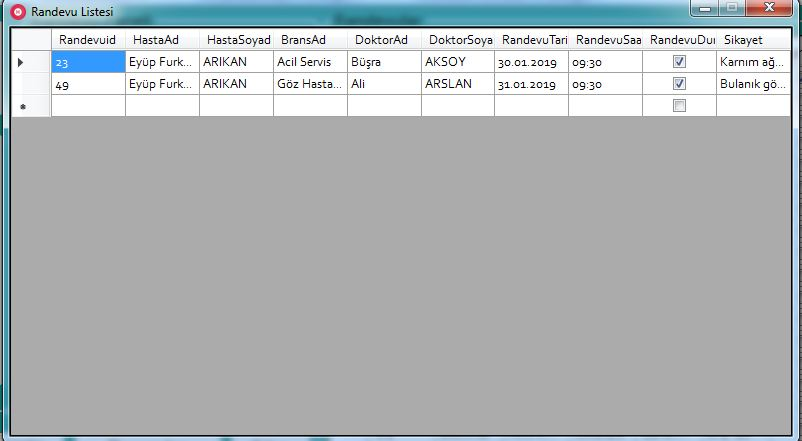 Randevu Listesi
Randevuid HastaAd HastaSoyad BransAd DoktorAd DoktorSoya RandevuTari RandevuSaa RandevuDur Sikayet
23 Eyüp Furk... ARIKAN Acil Servis Büşra AKSOY 30.01.2019 09:30 Karnım ağ...
49 Eyüp Furk... ARIKAN Göz Hasta... Ali ARSLAN 31.01.2019 09:30 Bulanık gö...